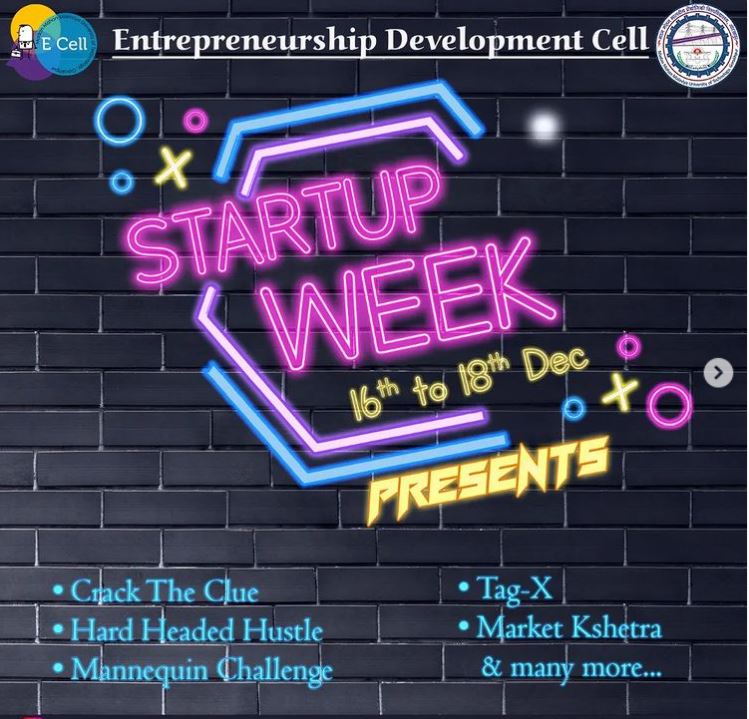 E Cell
Entrepreneurship Development Cell
STARTUP
WEEK
16th to 18th Dec
PRESENTS
• Crack The Clue
• Hard Headed Hustle
• Mannequin Challenge
• Tag-X
• Market Kshetra
& many more...